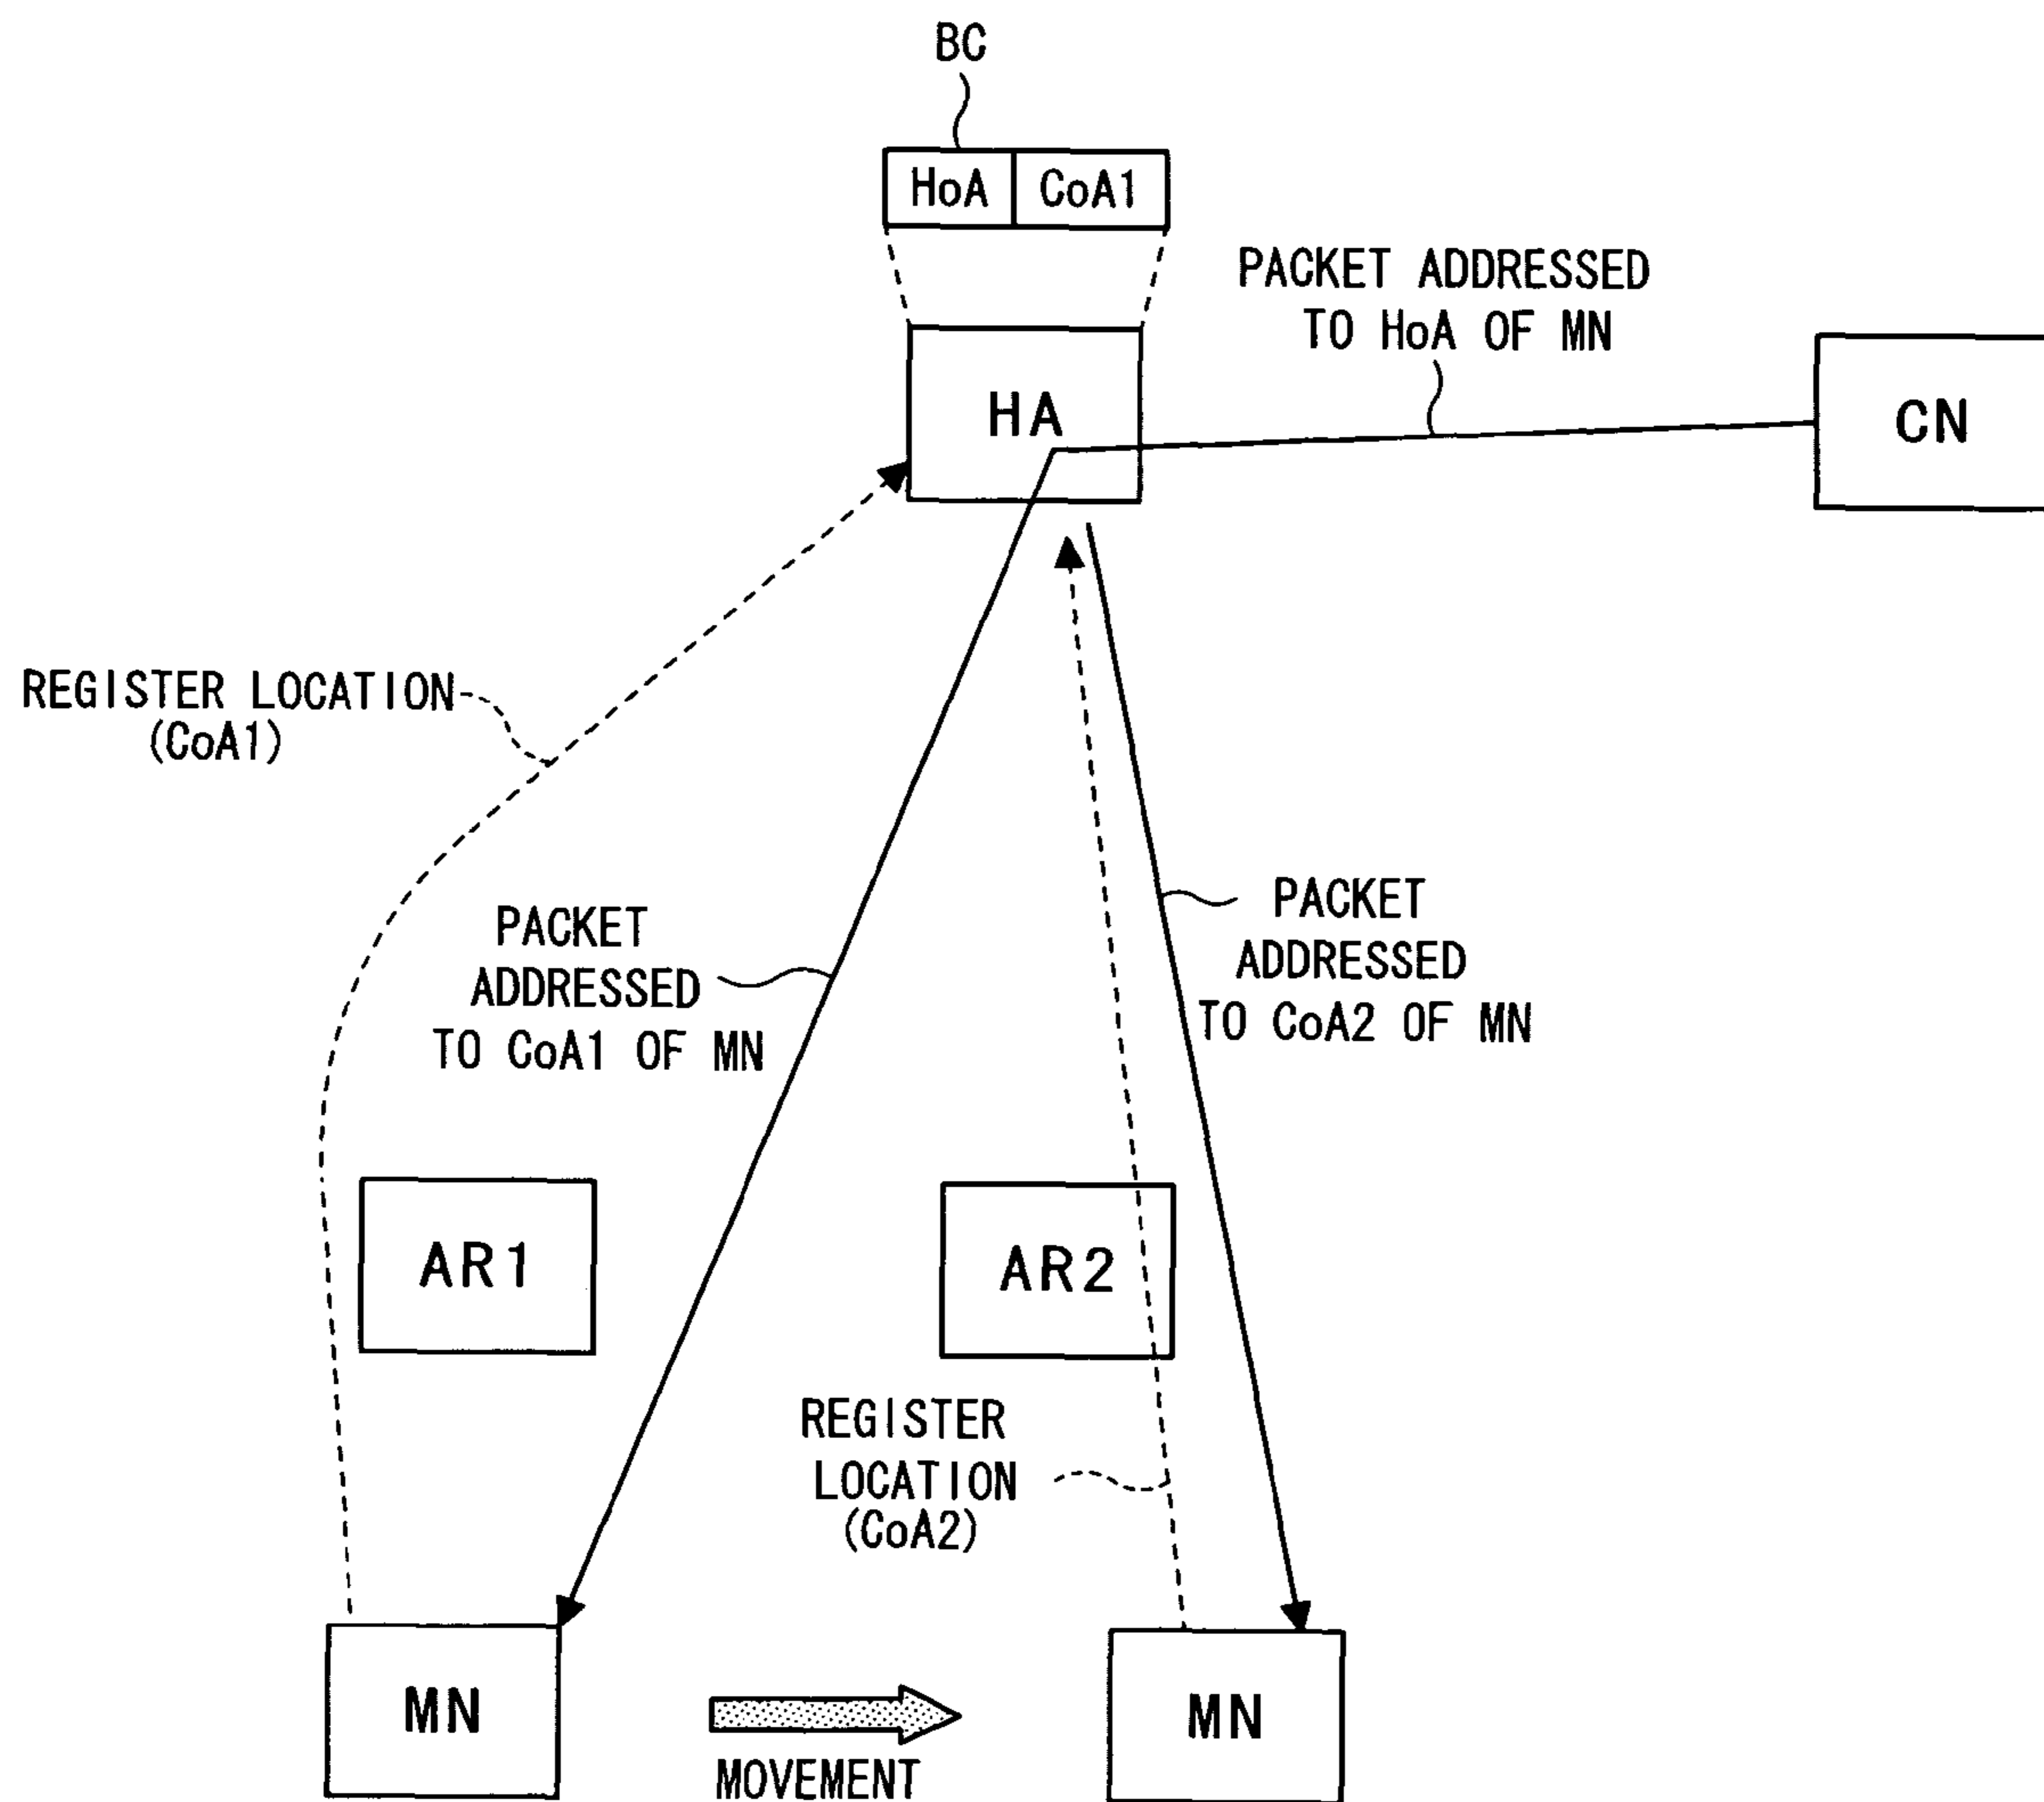 BC
HoA CoA1
PACKET ADDRESSED
TO HoA OF MN
HA
CN
REGISTER LOCATION
(CoA1)
PACKET
ADDRESSED
TO CoA1 OF MN
PACKET
ADDRESSED
TO CoA2 OF MN
AR1
AR2
REGISTER
LOCATION
(CoA2)
MN
MN
MOVEMENT